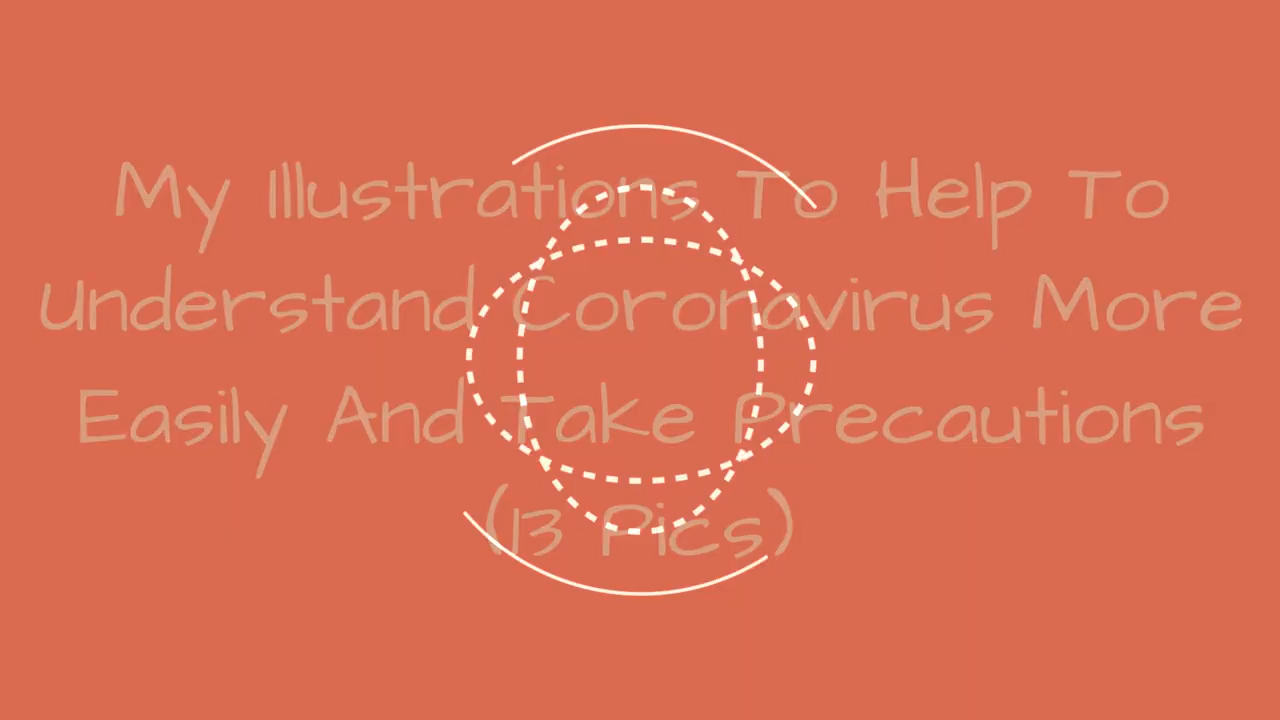 My Illustrations To Help To
Understand Coronavirus More
Easily And Take Precautions
(13 Pics)